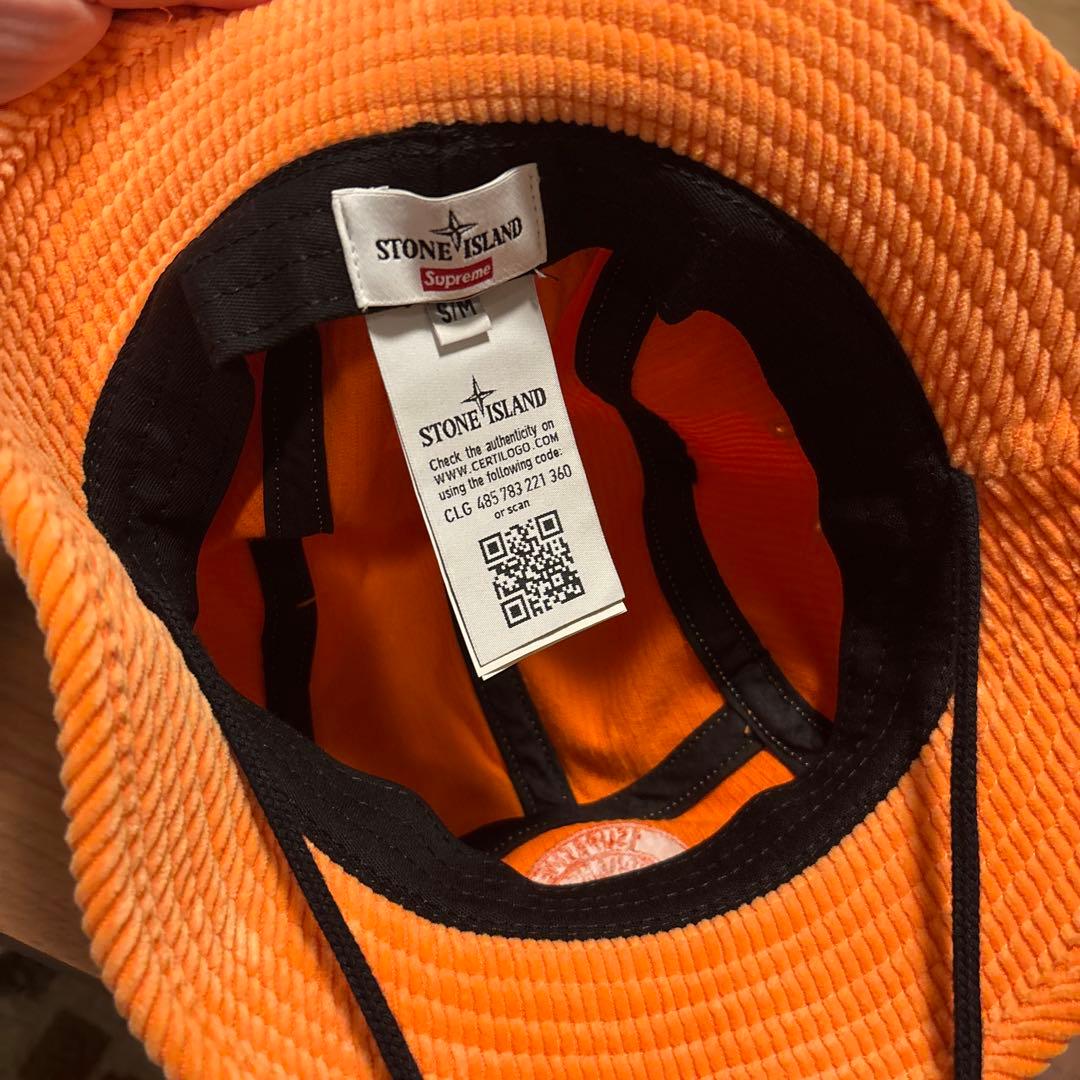 STONE ISLAND
Supreme
S/M
STONE ISLAND
Check the authenticity on
WWW.CERTILOGO.COM
using the following code:
CLG 485 783 221 360
or scan